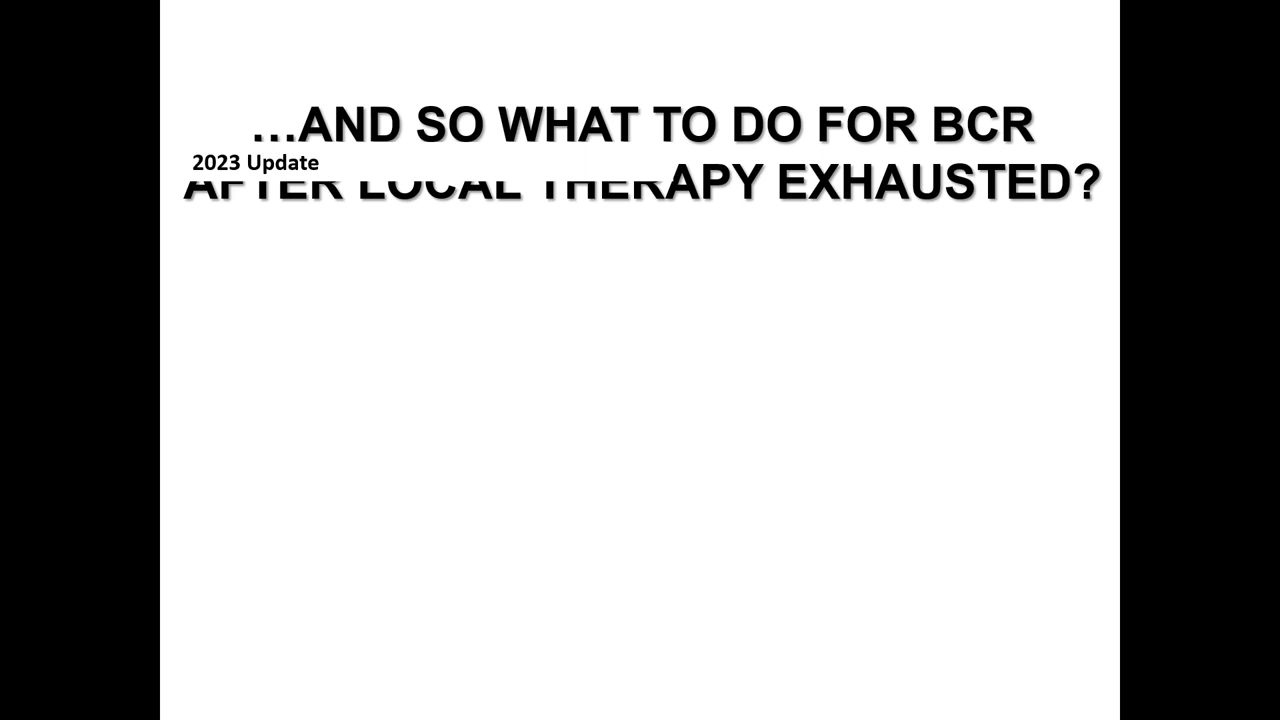 …AND SO WHAT TO DO FOR BCR
2023 Update
AFTER LOCAL THERAPY EXHAUSTED?